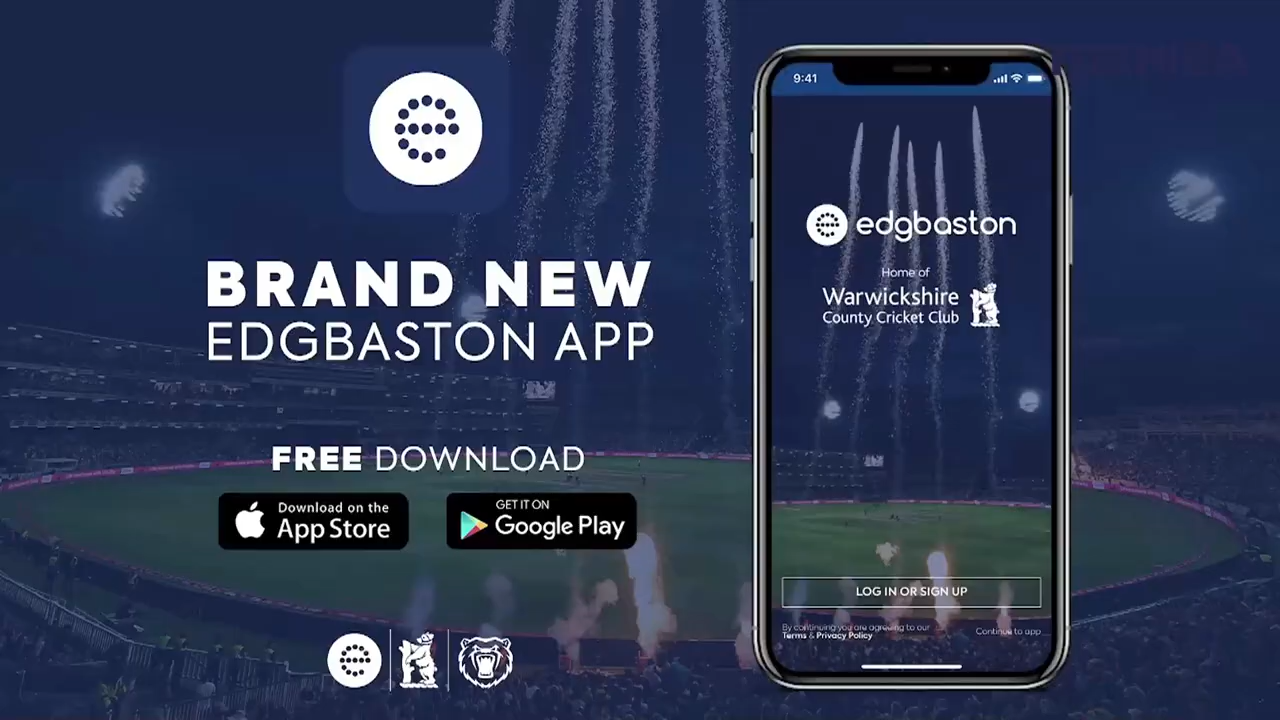 BRAND NEW
EDGBASTON APP
FREE DOWNLOAD
Download on the
App Store
GET IT ON
Google Play
9:41
e edgbaston
Home of
Warwickshire
County Cricket Club
LOG IN OR SIGN UP
By continuing you are agreeing to our
Terms & Privacy Policy
Continue to app